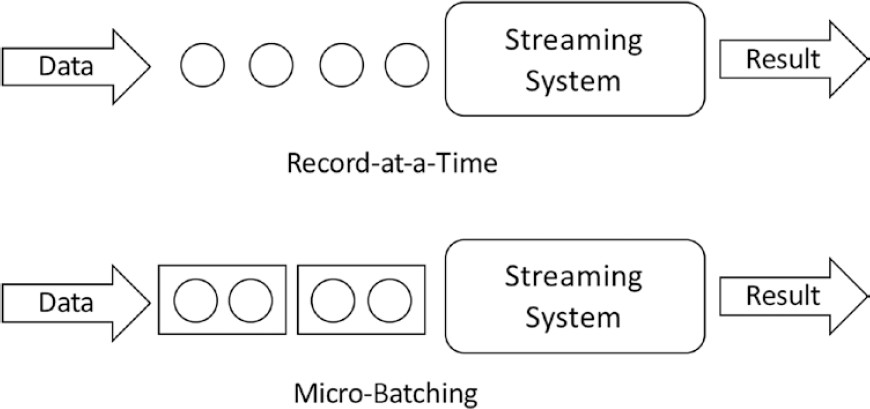 Data
Streaming
System
Result
Record-at-a-Time
Data
Streaming
System
Result
Micro-Batching